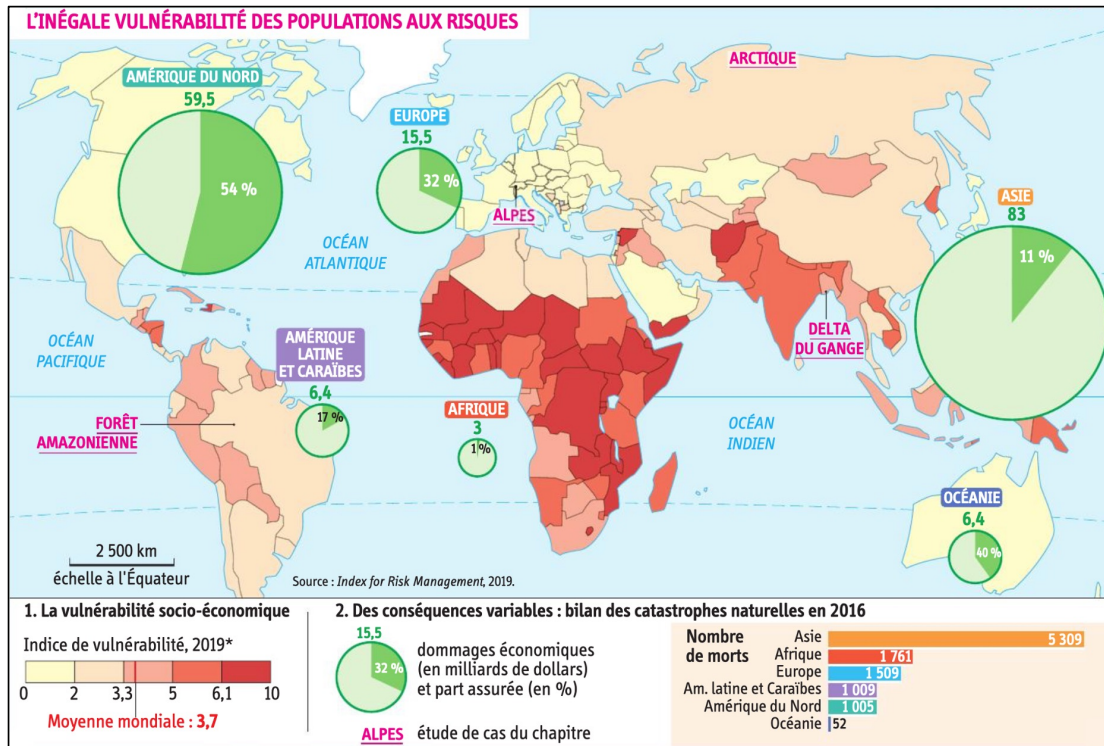 L'INÉGALE VULNÉRABILITÉ DES POPULATIONS AUX RISQUES
AMÉRIQUE DU NORD
59,5
54 %
EUROPE
15,5
32 %
ALPES
ARCTIQUE
ASIE
83
11 %
OCÉAN
ATLANTIQUE
OCÉAN
PACIFIQUE
AMÉRIQUE
LATINE
ET CARAÏBES
6,4
17 %
FORÊT
AMAZONIENNE
AFRIQUE
3
1 %
DELTA
DU GANGE
OCÉAN
INDIEN
OCÉANIE
6,4
40 %
2 500 km
échelle à l'Équateur
Source : Index for Risk Management, 2019.
1. La vulnérabilité socio-économique
Indice de vulnérabilité, 2019*
0 2 3,3 5 6,1 10
Moyenne mondiale : 3,7
2. Des conséquences variables : bilan des catastrophes naturelles en 2016
15,5
32 %
dommages économiques
(en milliards de dollars)
et part assurée (en %)
ALPES étude de cas du chapitre
Nombre
de morts
Asie 5 309
Afrique 1 761
Europe 1 509
Am. latine et Caraïbes 1 009
Amérique du Nord 1 005
Océanie 52